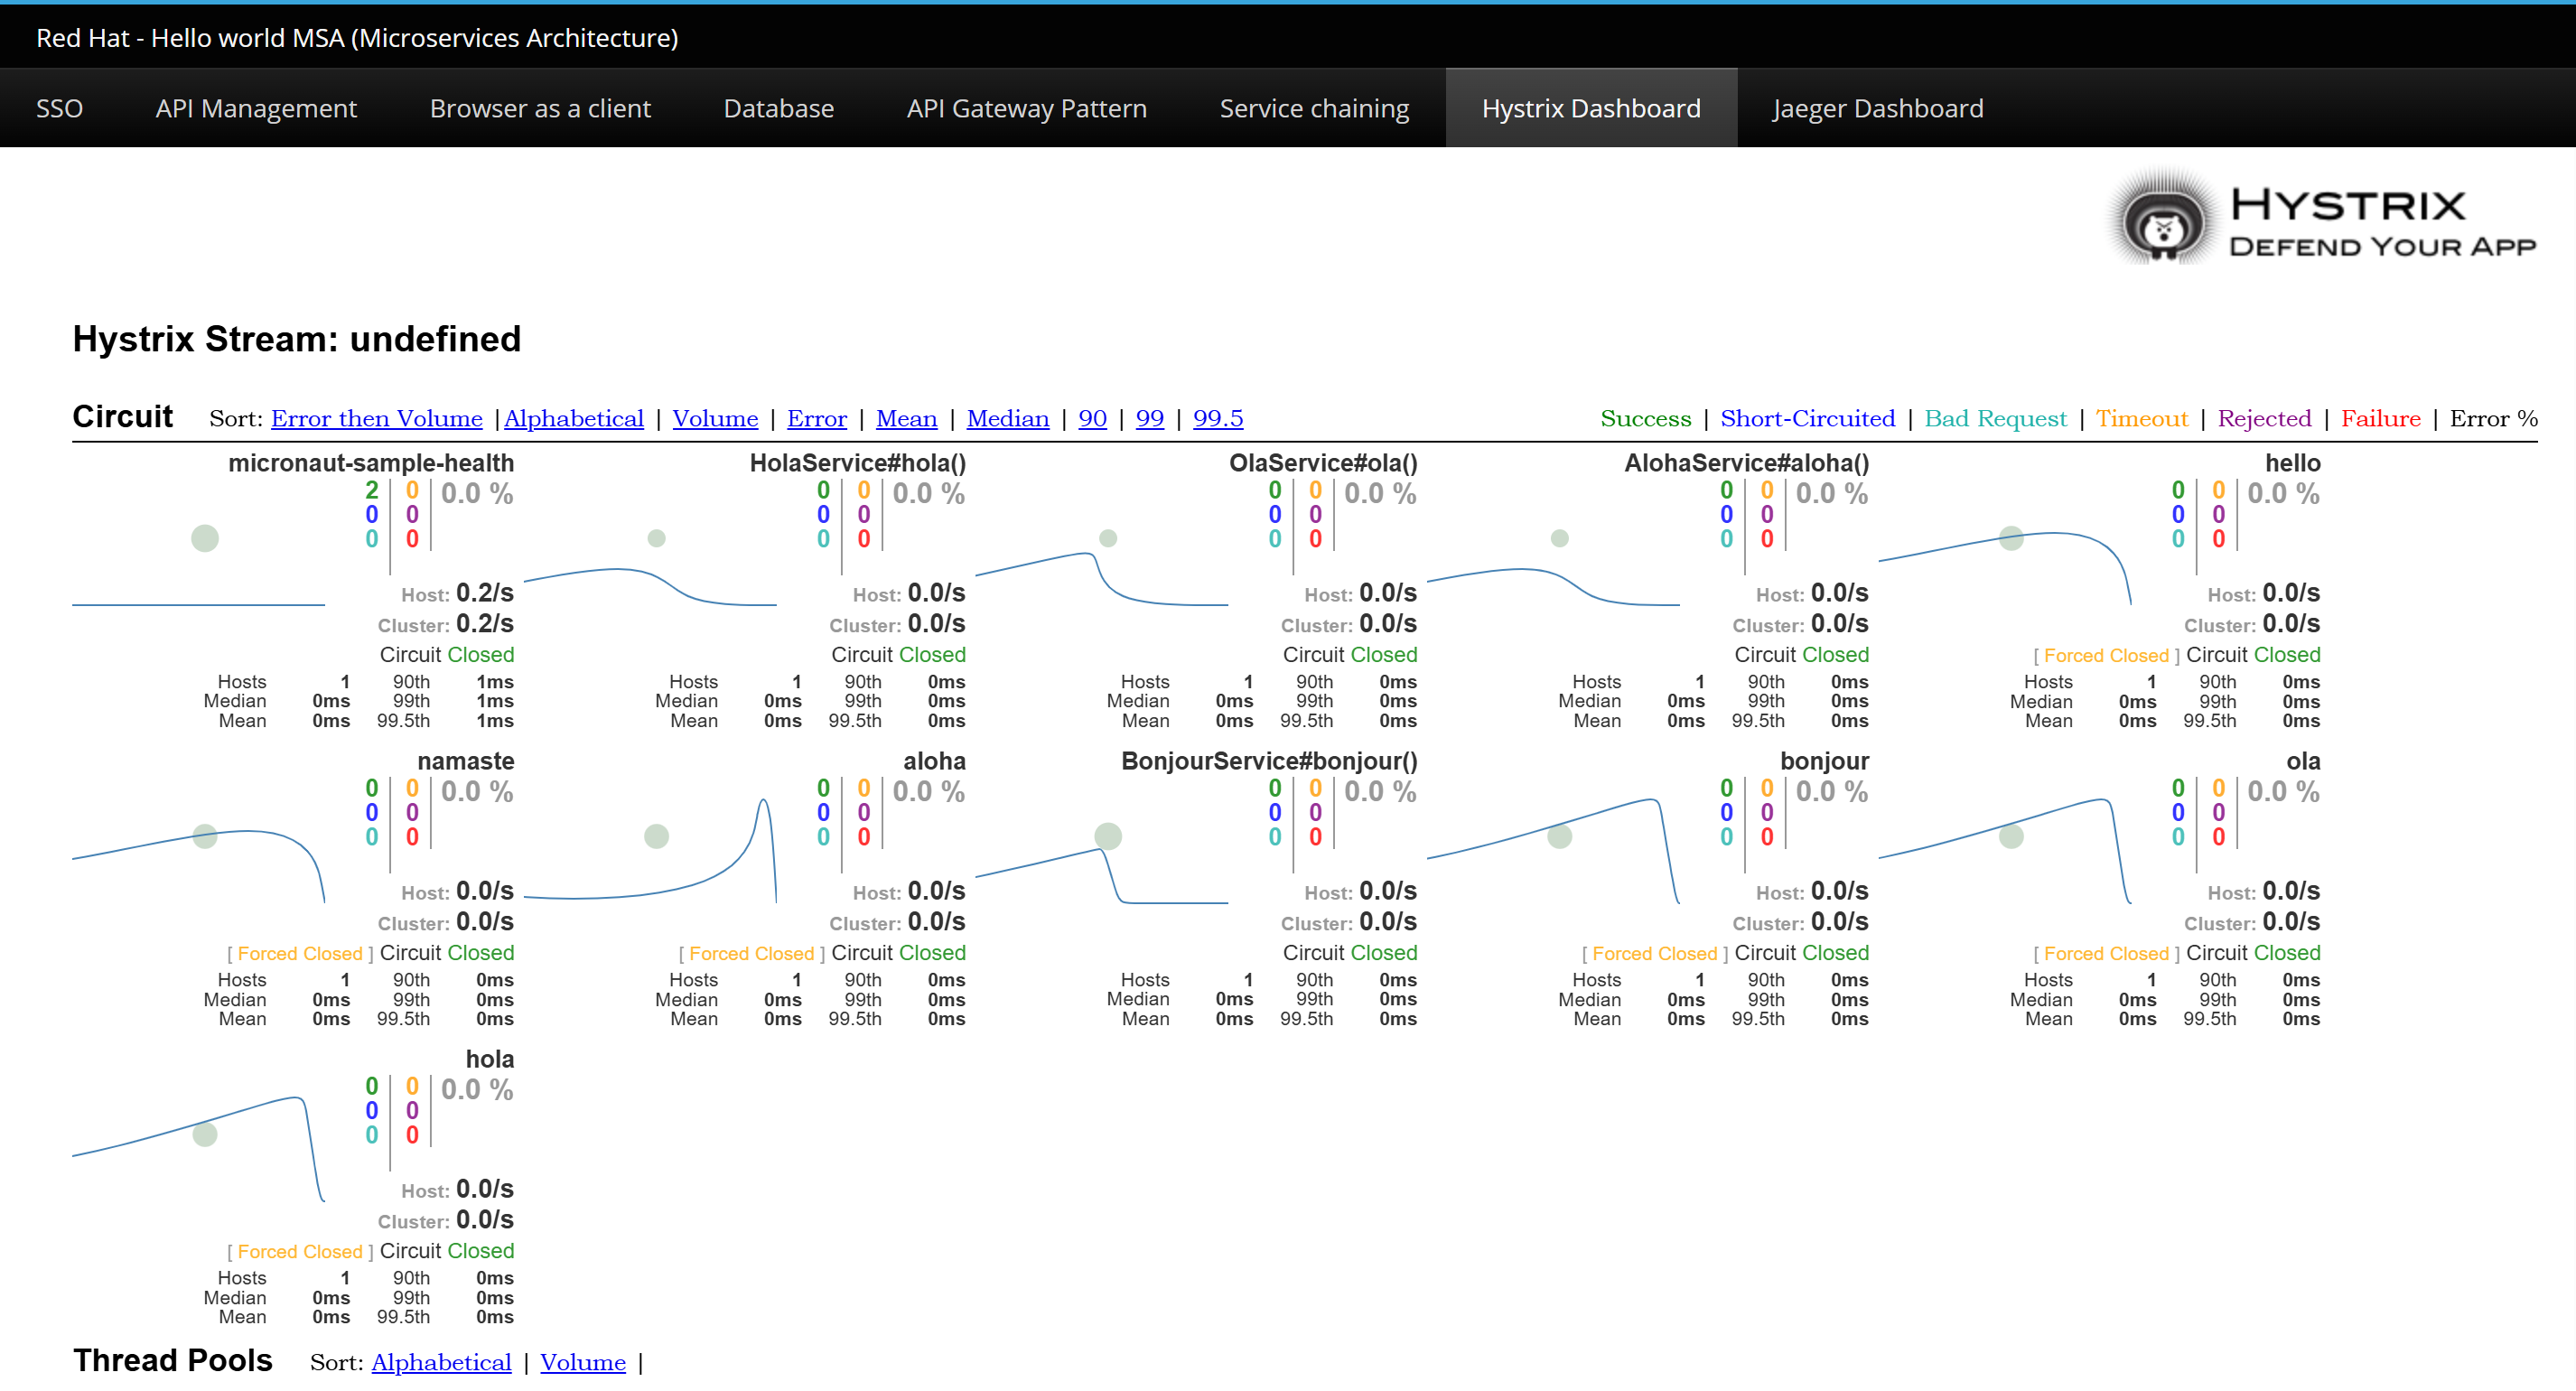 Red Hat - Hello world MSA (Microservices Architecture)
SSO API Management Browser as a client Database API Gateway Pattern Service chaining Hystrix Dashboard Jaeger Dashboard
HYSTRIX
DEFEND YOUR APP
Hystrix Stream: undefined
Circuit Sort: Error then Volume | Alphabetical | Volume | Error | Mean | Median | 90 | 99 | 99.5 Success | Short-Circuited | Bad Request | Timeout | Rejected | Failure | Error %
micronaut-sample-health
2 0 0.0 %
0 0
0 0
Host: 0.2/s
Cluster: 0.2/s
Circuit Closed
Hosts 1 90th 1ms
Median 0ms 99th 1ms
Mean 0ms 99.5th 1ms
HolaService#hola()
0 0 0.0 %
0 0
0 0
Host: 0.0/s
Cluster: 0.0/s
Circuit Closed
Hosts 1 90th 0ms
Median 0ms 99th 0ms
Mean 0ms 99.5th 0ms
OlaService#ola()
0 0 0.0 %
0 0
0 0
Host: 0.0/s
Cluster: 0.0/s
Circuit Closed
Hosts 1 90th 0ms
Median 0ms 99th 0ms
Mean 0ms 99.5th 0ms
AlohaService#aloha()
0 0 0.0 %
0 0
0 0
Host: 0.0/s
Cluster: 0.0/s
Circuit Closed
Hosts 1 90th 0ms
Median 0ms 99th 0ms
Mean 0ms 99.5th 0ms
hello
0 0 0.0 %
0 0
0 0
Host: 0.0/s
Cluster: 0.0/s
[ Forced Closed ] Circuit Closed
Hosts 1 90th 0ms
Median 0ms 99th 0ms
Mean 0ms 99.5th 0ms
namaste
0 0 0.0 %
0 0
0 0
Host: 0.0/s
Cluster: 0.0/s
[ Forced Closed ] Circuit Closed
Hosts 1 90th 0ms
Median 0ms 99th 0ms
Mean 0ms 99.5th 0ms
aloha
0 0 0.0 %
0 0
0 0
Host: 0.0/s
Cluster: 0.0/s
[ Forced Closed ] Circuit Closed
Hosts 1 90th 0ms
Median 0ms 99th 0ms
Mean 0ms 99.5th 0ms
BonjourService#bonjour()
0 0 0.0 %
0 0
0 0
Host: 0.0/s
Cluster: 0.0/s
Circuit Closed
Hosts 1 90th 0ms
Median 0ms 99th 0ms
Mean 0ms 99.5th 0ms
bonjour
0 0 0.0 %
0 0
0 0
Host: 0.0/s
Cluster: 0.0/s
[ Forced Closed ] Circuit Closed
Hosts 1 90th 0ms
Median 0ms 99th 0ms
Mean 0ms 99.5th 0ms
ola
0 0 0.0 %
0 0
0 0
Host: 0.0/s
Cluster: 0.0/s
[ Forced Closed ] Circuit Closed
Hosts 1 90th 0ms
Median 0ms 99th 0ms
Mean 0ms 99.5th 0ms
hola
0 0 0.0 %
0 0
0 0
Host: 0.0/s
Cluster: 0.0/s
[ Forced Closed ] Circuit Closed
Hosts 1 90th 0ms
Median 0ms 99th 0ms
Mean 0ms 99.5th 0ms
Thread Pools Sort: Alphabetical | Volume |